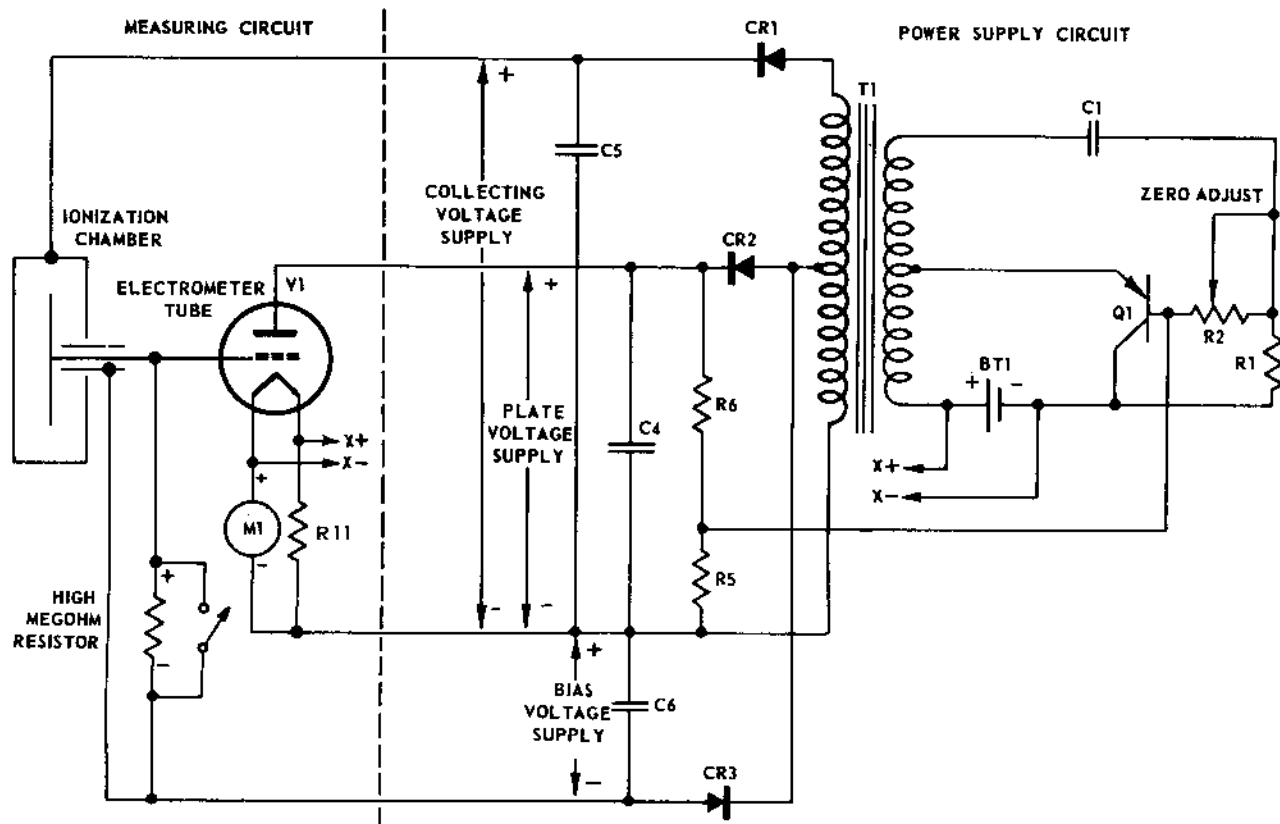 MEASURING CIRCUIT
POWER SUPPLY CIRCUIT
CR1
T1
C1
C5
ZERO ADJUST
IONIZATION
CHAMBER
COLLECTING
VOLTAGE
SUPPLY
+
-
CR2
ELECTROMETER
TUBE
V1
+
-
PLATE
VOLTAGE
SUPPLY
Q1
R2
R1
BT1
+ -
R6
C4
X+
X-
X+
X-
+
M1
-
R11
R5
HIGH
MEGOHM
RESISTOR
+
-
+
BIAS
VOLTAGE
SUPPLY
-
C6
CR3